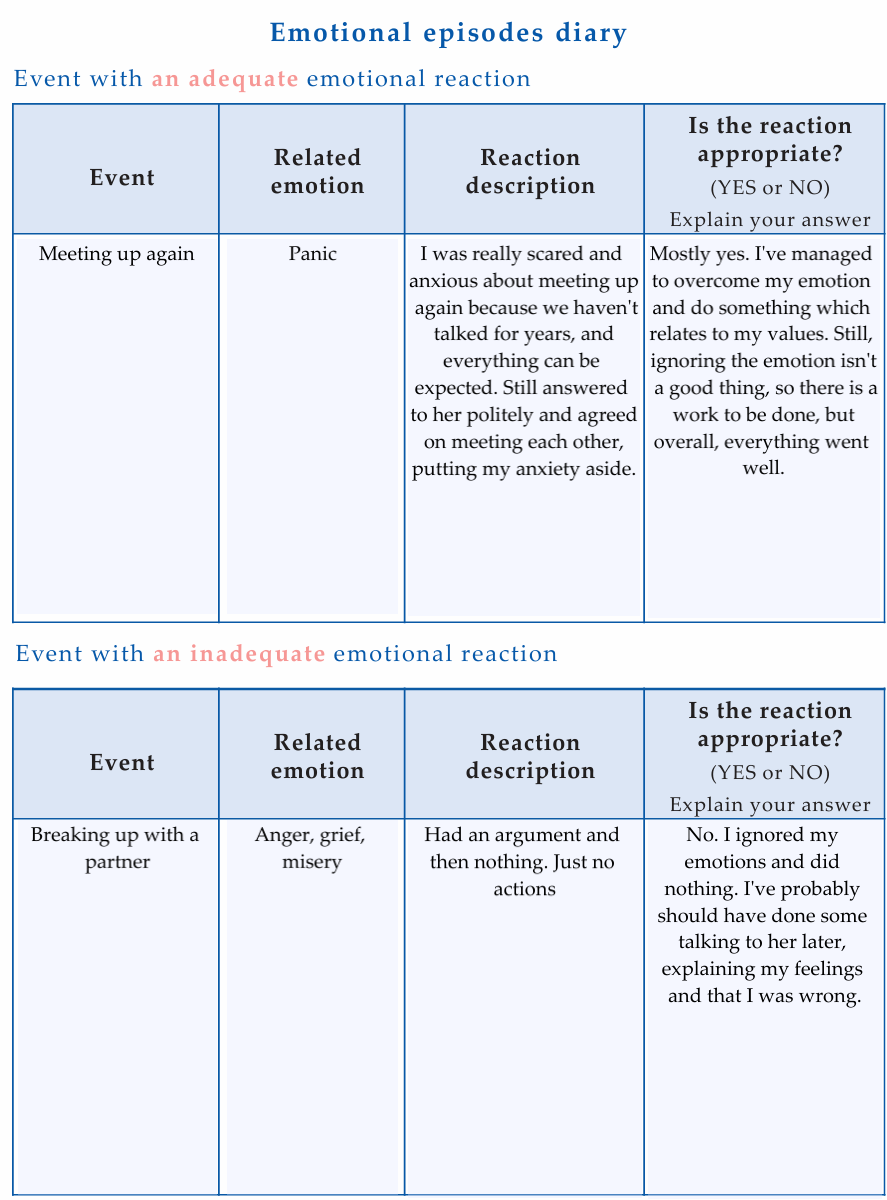 Emotional episodes diary
Event with an adequate emotional reaction
Event
Related
emotion
Reaction
description
Is the reaction
appropriate?
(YES or NO)
Explain your answer
Meeting up again
Panic
I was really scared and
anxious about meeting up
again because we haven't
talked for years, and
everything can be
expected. Still answered
to her politely and agreed
on meeting each other,
putting my anxiety aside.
Mostly yes. I've managed
to overcome my emotion
and do something which
relates to my values. Still,
ignoring the emotion isn't
a good thing, so there is a
work to be done, but
overall, everything went
well.
Event with an inadequate emotional reaction
Event
Related
emotion
Reaction
description
Is the reaction
appropriate?
(YES or NO)
Explain your answer
Breaking up with a
partner
Anger, grief,
misery
Had an argument and
then nothing. Just no
actions
No. I ignored my
emotions and did
nothing. I've probably
should have done some
talking to her later,
explaining my feelings
and that I was wrong.